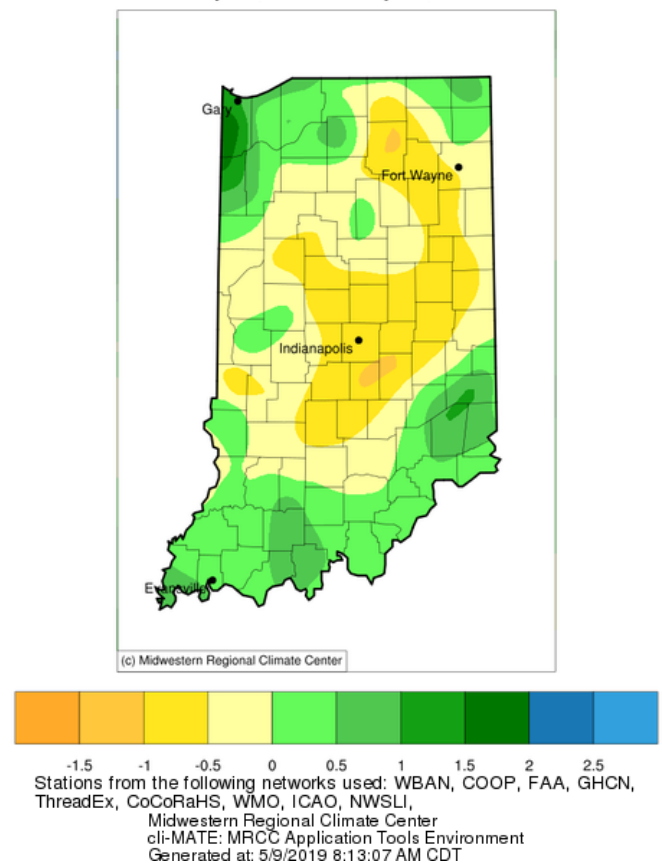 Gary
Fort Wayne
Indianapolis
Evansville
(c) Midwestern Regional Climate Center
-1.5 -1 -0.5 0 0.5 1 1.5 2 2.5
Stations from the following networks used: WBAN, COOP, FAA, GHCN,
ThreadEx, CoCoRaHS, WMO, ICAO, NWSLI,
Midwestern Regional Climate Center
cli-MATE: MRCC Application Tools Environment
Generated at: 5/9/2019 8:13:07 AM CDT